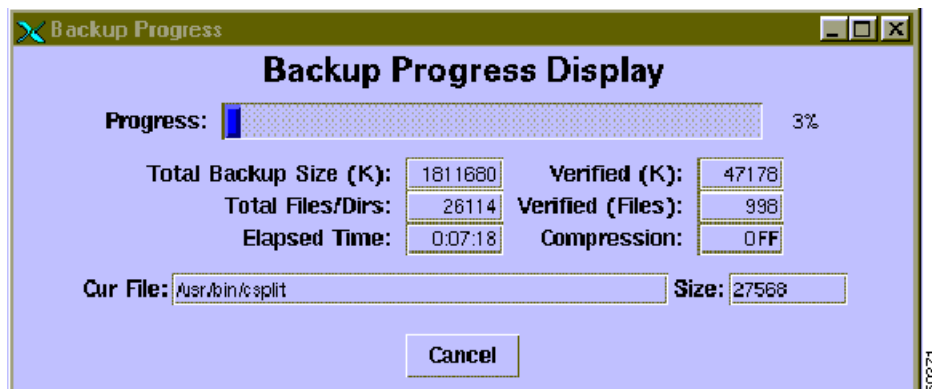 Backup Progress
Backup Progress Display
Progress: 3%
Total Backup Size (K): 1811680 Verified (K): 47178
Total Files/Dirs: 26114 Verified (Files): 998
Elapsed Time: 0:07:18 Compression: OFF
Cur File: /usr/bin/csplit Size: 27568
Cancel